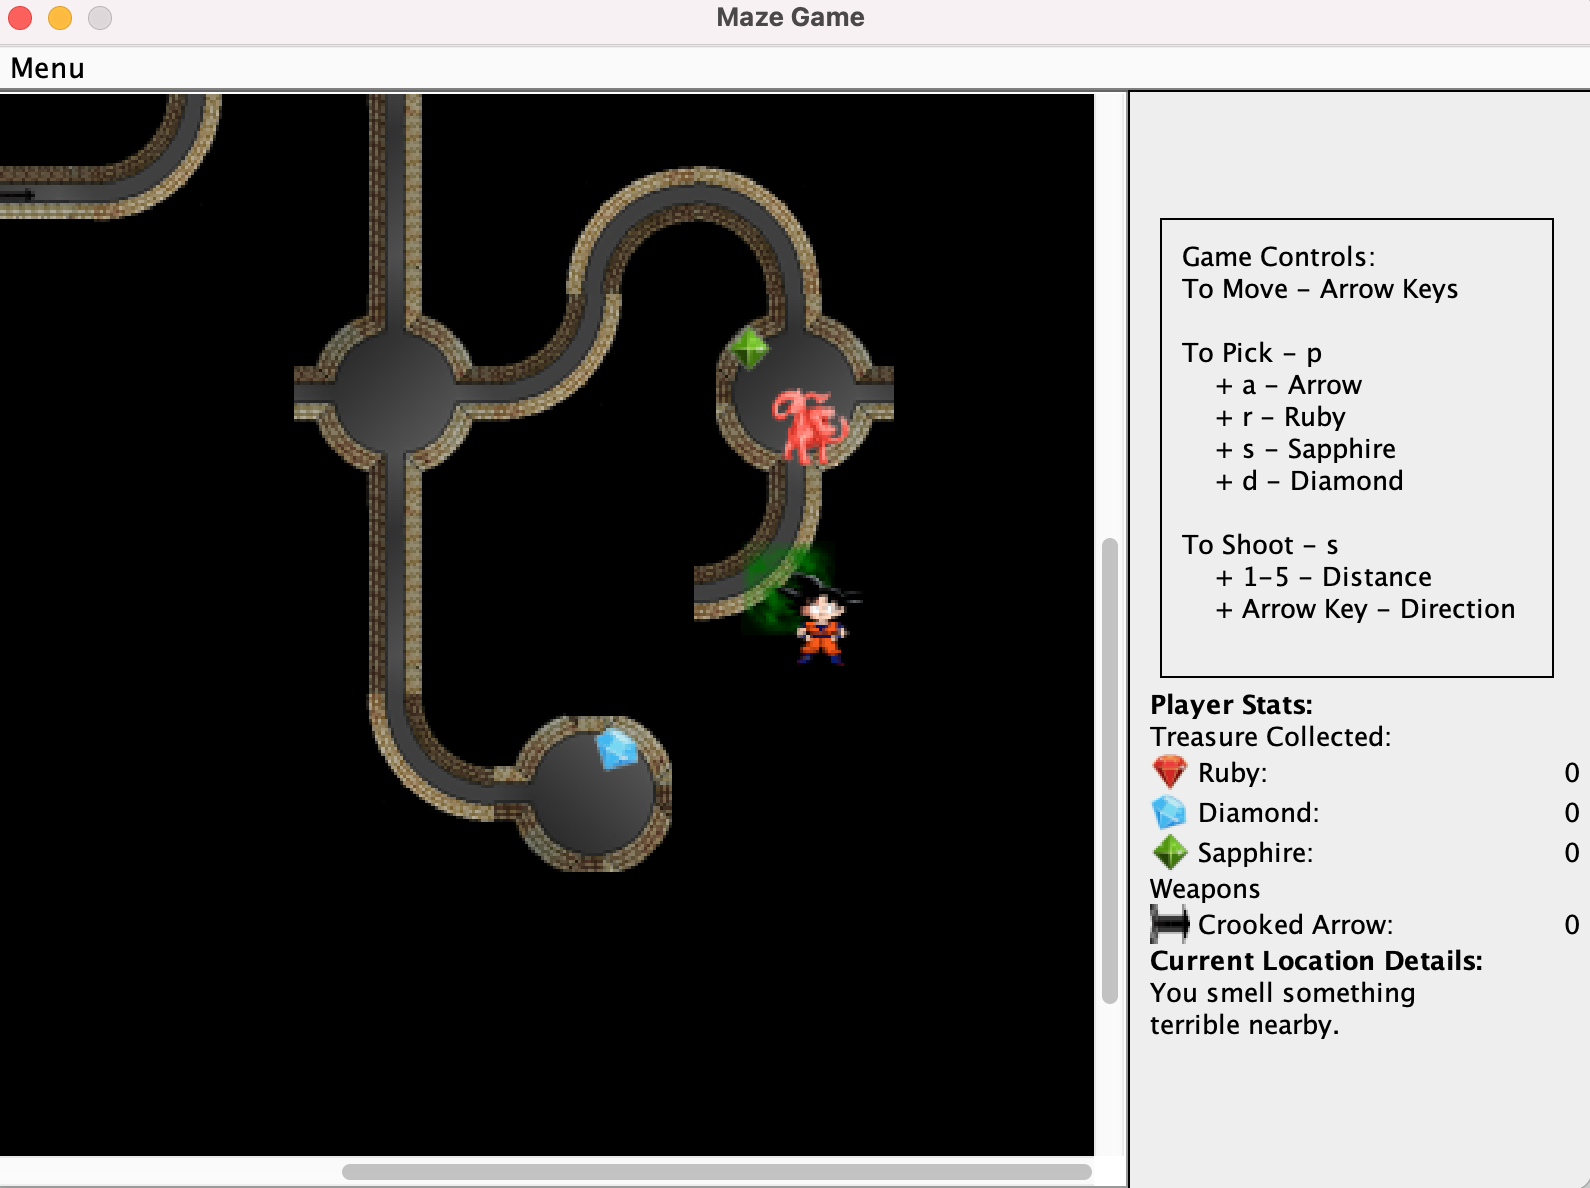 Maze Game
Menu
Game Controls:
To Move – Arrow Keys
To Pick – p
+ a – Arrow
+ r – Ruby
+ s – Sapphire
+ d – Diamond
To Shoot – s
+ 1–5 – Distance
+ Arrow Key – Direction
Player Stats:
Treasure Collected:
Ruby: 0
Diamond: 0
Sapphire: 0
Weapons
Crooked Arrow: 0
Current Location Details:
You smell something
terrible nearby.